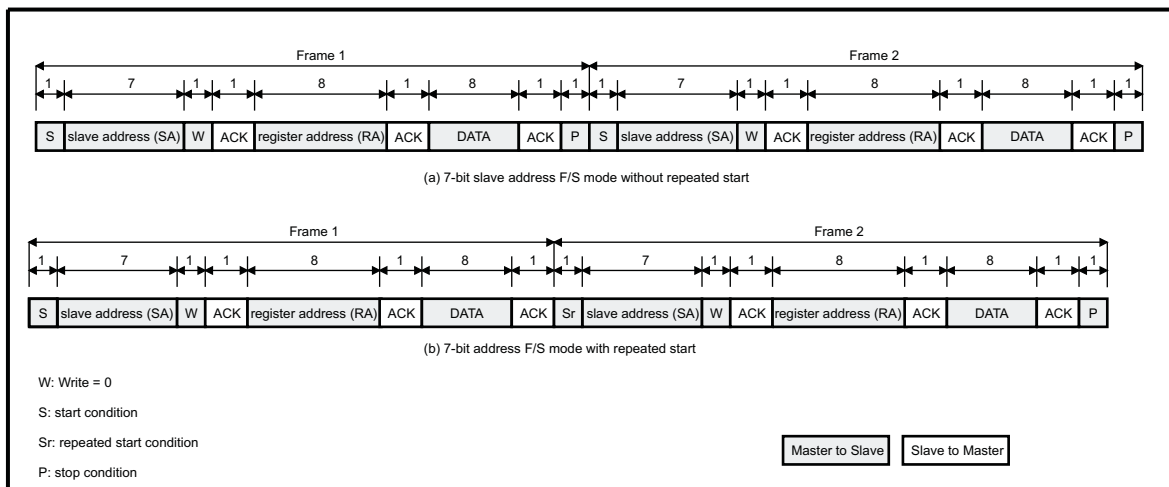 Frame 1 Frame 2
1 7 1 1 8 1 8 1 1 1 7 1 1 8 1 8 1 1
S slave address (SA) W ACK register address (RA) ACK DATA ACK P S slave address (SA) W ACK register address (RA) ACK DATA ACK P
(a) 7-bit slave address F/S mode without repeated start
Frame 1 Frame 2
1 7 1 1 8 1 8 1 1 7 1 1 8 1 8 1 1
S slave address (SA) W ACK register address (RA) ACK DATA ACK Sr slave address (SA) W ACK register address (RA) ACK DATA ACK P
(b) 7-bit address F/S mode with repeated start
W: Write = 0
S: start condition
Sr: repeated start condition
Master to Slave Slave to Master
P: stop condition